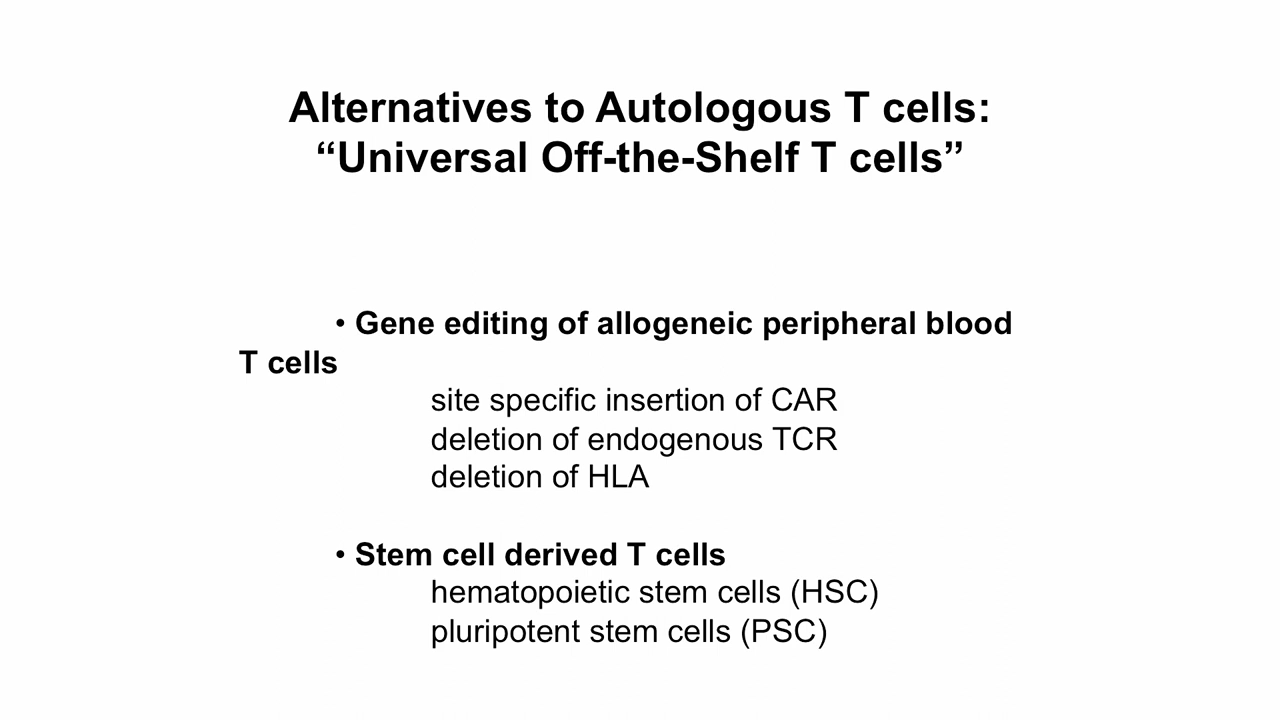 Alternatives to Autologous T cells:
“Universal Off-the-Shelf T cells”
• Gene editing of allogeneic peripheral blood
T cells
site specific insertion of CAR
deletion of endogenous TCR
deletion of HLA
• Stem cell derived T cells
hematopoietic stem cells (HSC)
pluripotent stem cells (PSC)